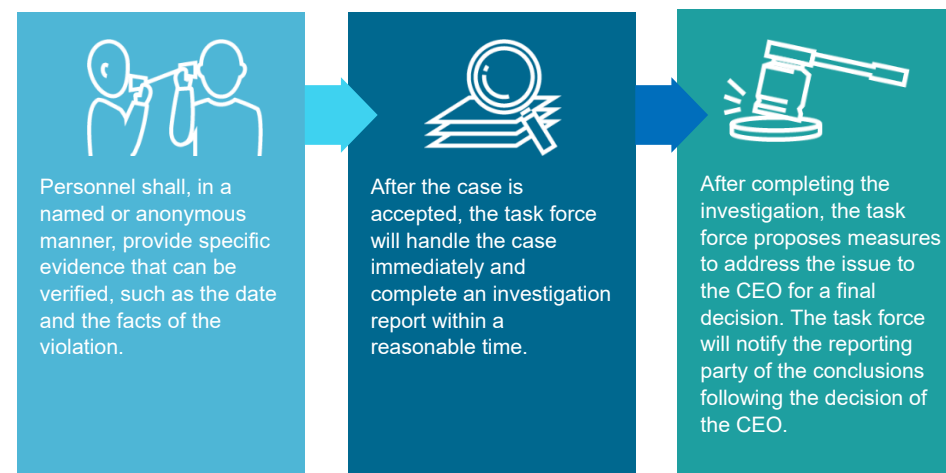 Personnel shall, in a
named or anonymous
manner, provide specific
evidence that can be
verified, such as the date
and the facts of the
violation.
After the case is
accepted, the task force
will handle the case
immediately and
complete an investigation
report within a
reasonable time.
After completing the
investigation, the task
force proposes measures
to address the issue to
the CEO for a final
decision. The task force
will notify the reporting
party of the conclusions
following the decision of
the CEO.